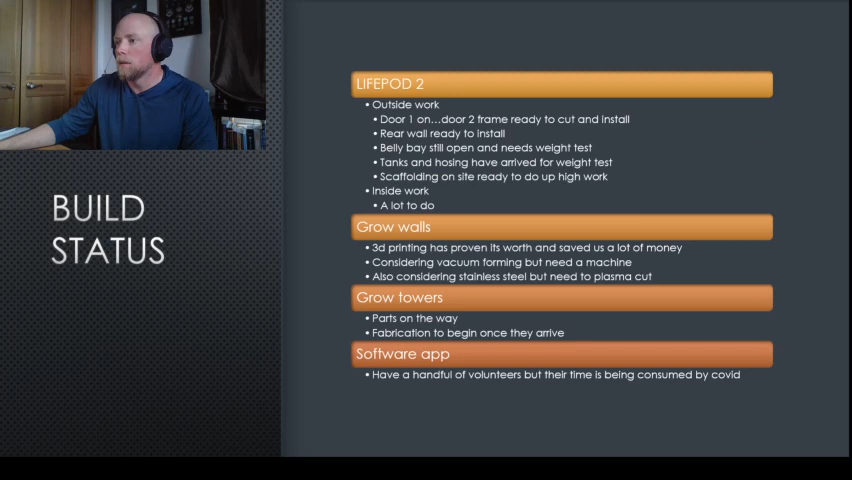 BUILD
STATUS
LIFEPOD 2
• Outside work
• Door 1 on...door 2 frame ready to cut and install
• Rear wall ready to install
• Belly bay still open and needs weight test
• Tanks and hosing have arrived for weight test
• Scaffolding on site ready to do up high work
• Inside work
• A lot to do
Grow walls
• 3d printing has proven its worth and saved us a lot of money
• Considering vacuum forming but need a machine
• Also considering stainless steel but need to plasma cut
Grow towers
• Parts on the way
• Fabrication to begin once they arrive
Software app
• Have a handful of volunteers but their time is being consumed by covid